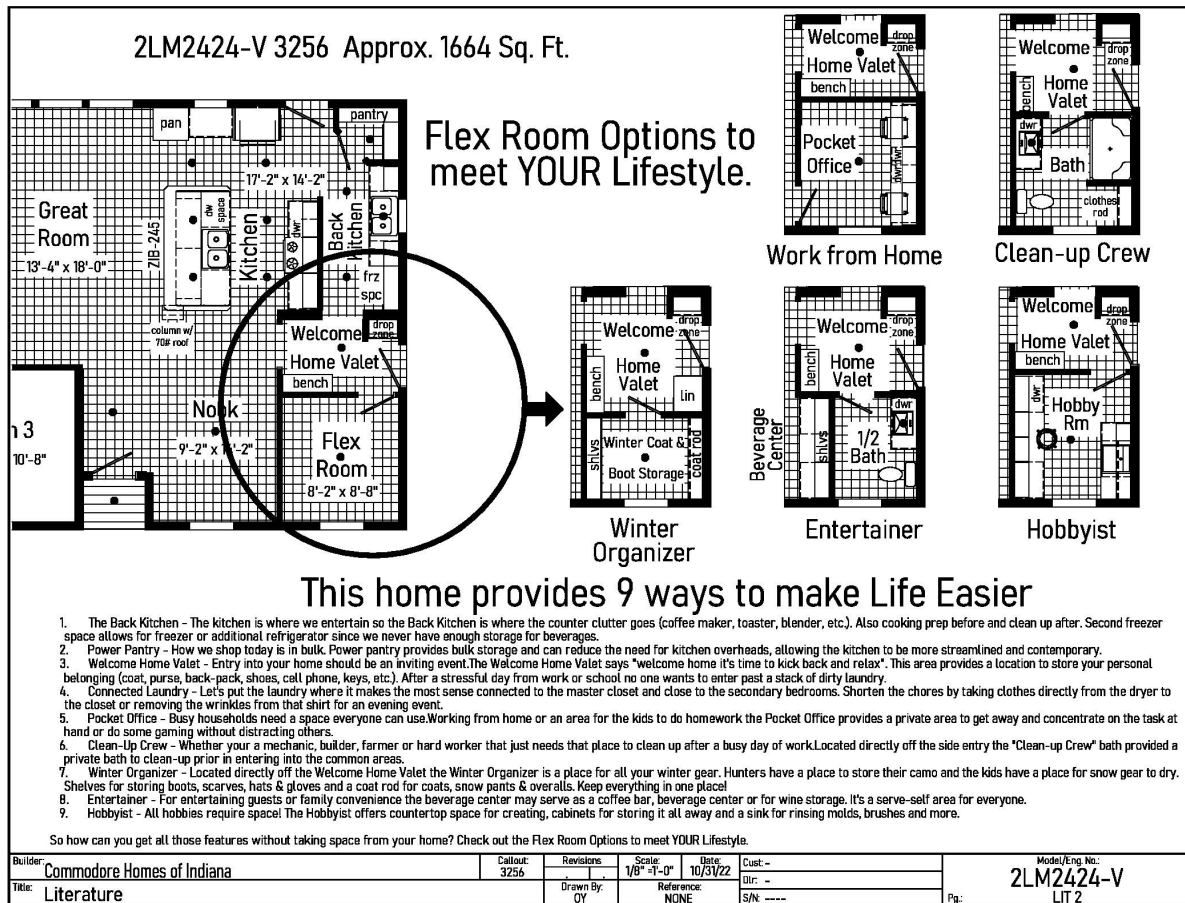 2LM2424-V 3256 Approx. 1664 Sq. Ft.
Flex Room Options to
meet YOUR Lifestyle.
pan
pantry
17'-2" x 14'-2"
Great
Room
13'-4" x 18'-0"
ZIB-245
dw
space
Kitchen
dwr
Back
Kitchen
frz
spc
column w/
70# roof
Welcome
Home Valet
drop
zone
bench
Nook
9'-2" x
Flex
Room
8'-2" x 8'-8"
3
10'-8"
Welcome
Home Valet
drop
zone
bench
Pocket
Office
dwr
dwr
Work from Home
Welcome
Home
Valet
drop
zone
bench
dwr
Bath
clothes
rod
Clean-up Crew
Welcome
Home
Valet
drop
zone
bench
lin
shlvs
Winter Coat &
Boot Storage
coat rod
Winter
Organizer
Welcome
Home
Valet
drop
zone
bench
Beverage
Center
shlvs
dwr
1/2
Bath
Entertainer
Welcome
Home Valet
drop
zone
bench
dwr
Hobby
Rm
Hobbyist
This home provides 9 ways to make Life Easier
1. The Back Kitchen - The kitchen is where we entertain so the Back Kitchen is where the counter clutter goes (coffee maker, toaster, blender, etc.). Also cooking prep before and clean up after. Second freezer
space allows for freezer or additional refrigerator since we never have enough storage for beverages.
2. Power Pantry - How we shop today is in bulk. Power pantry provides bulk storage and can reduce the need for kitchen overheads, allowing the kitchen to be more streamlined and contemporary.
3. Welcome Home Valet - Entry into your home should be an inviting event.The Welcome Home Valet says "welcome home it's time to kick back and relax". This area provides a location to store your personal
belonging (coat, purse, back-pack, shoes, cell phone, keys, etc.). After a stressful day from work or school no one wants to enter past a stack of dirty laundry.
4. Connected Laundry - Let's put the laundry where it makes the most sense connected to the master closet and close to the secondary bedrooms. Shorten the chores by taking clothes directly from the dryer to
the closet or removing the wrinkles from that shirt for an evening event.
5. Pocket Office - Busy households need a space everyone can use.Working from home or an area for the kids to do homework the Pocket Office provides a private area to get away and concentrate on the task at
hand or do some gaming without distracting others.
6. Clean-Up Crew - Whether your a mechanic, builder, farmer or hard worker that just needs that place to clean up after a busy day of work.Located directly off the side entry the "Clean-up Crew" bath provided a
private bath to clean-up prior in entering into the common areas.
7. Winter Organizer - Located directly off the Welcome Home Valet the Winter Organizer is a place for all your winter gear. Hunters have a place to store their camo and the kids have a place for snow gear to dry.
Shelves for storing boots, scarves, hats & gloves and a coat rod for coats, snow pants & overalls. Keep everything in one place!
8. Entertainer - For entertaining guests or family convenience the beverage center may serve as a coffee bar, beverage center or for wine storage. It's a serve-self area for everyone.
9. Hobbyist - All hobbies require space! The Hobbyist offers countertop space for creating, cabinets for storing it all away and a sink for rinsing molds, brushes and more.
So how can you get all those features without taking space from your home? Check out the Flex Room Options to meet YOUR Lifestyle.
Builder: Commodore Homes of Indiana
Callout: 3256
Revisions
Scale: 1/8" =1'-0"
Date: 10/31/22
Cust: -
Dlr: -
S/N: ----
Model/Eng. No.:
2LM2424-V
Title: Literature
Drawn By: OY
Reference: NONE
Pg.: LIT 2